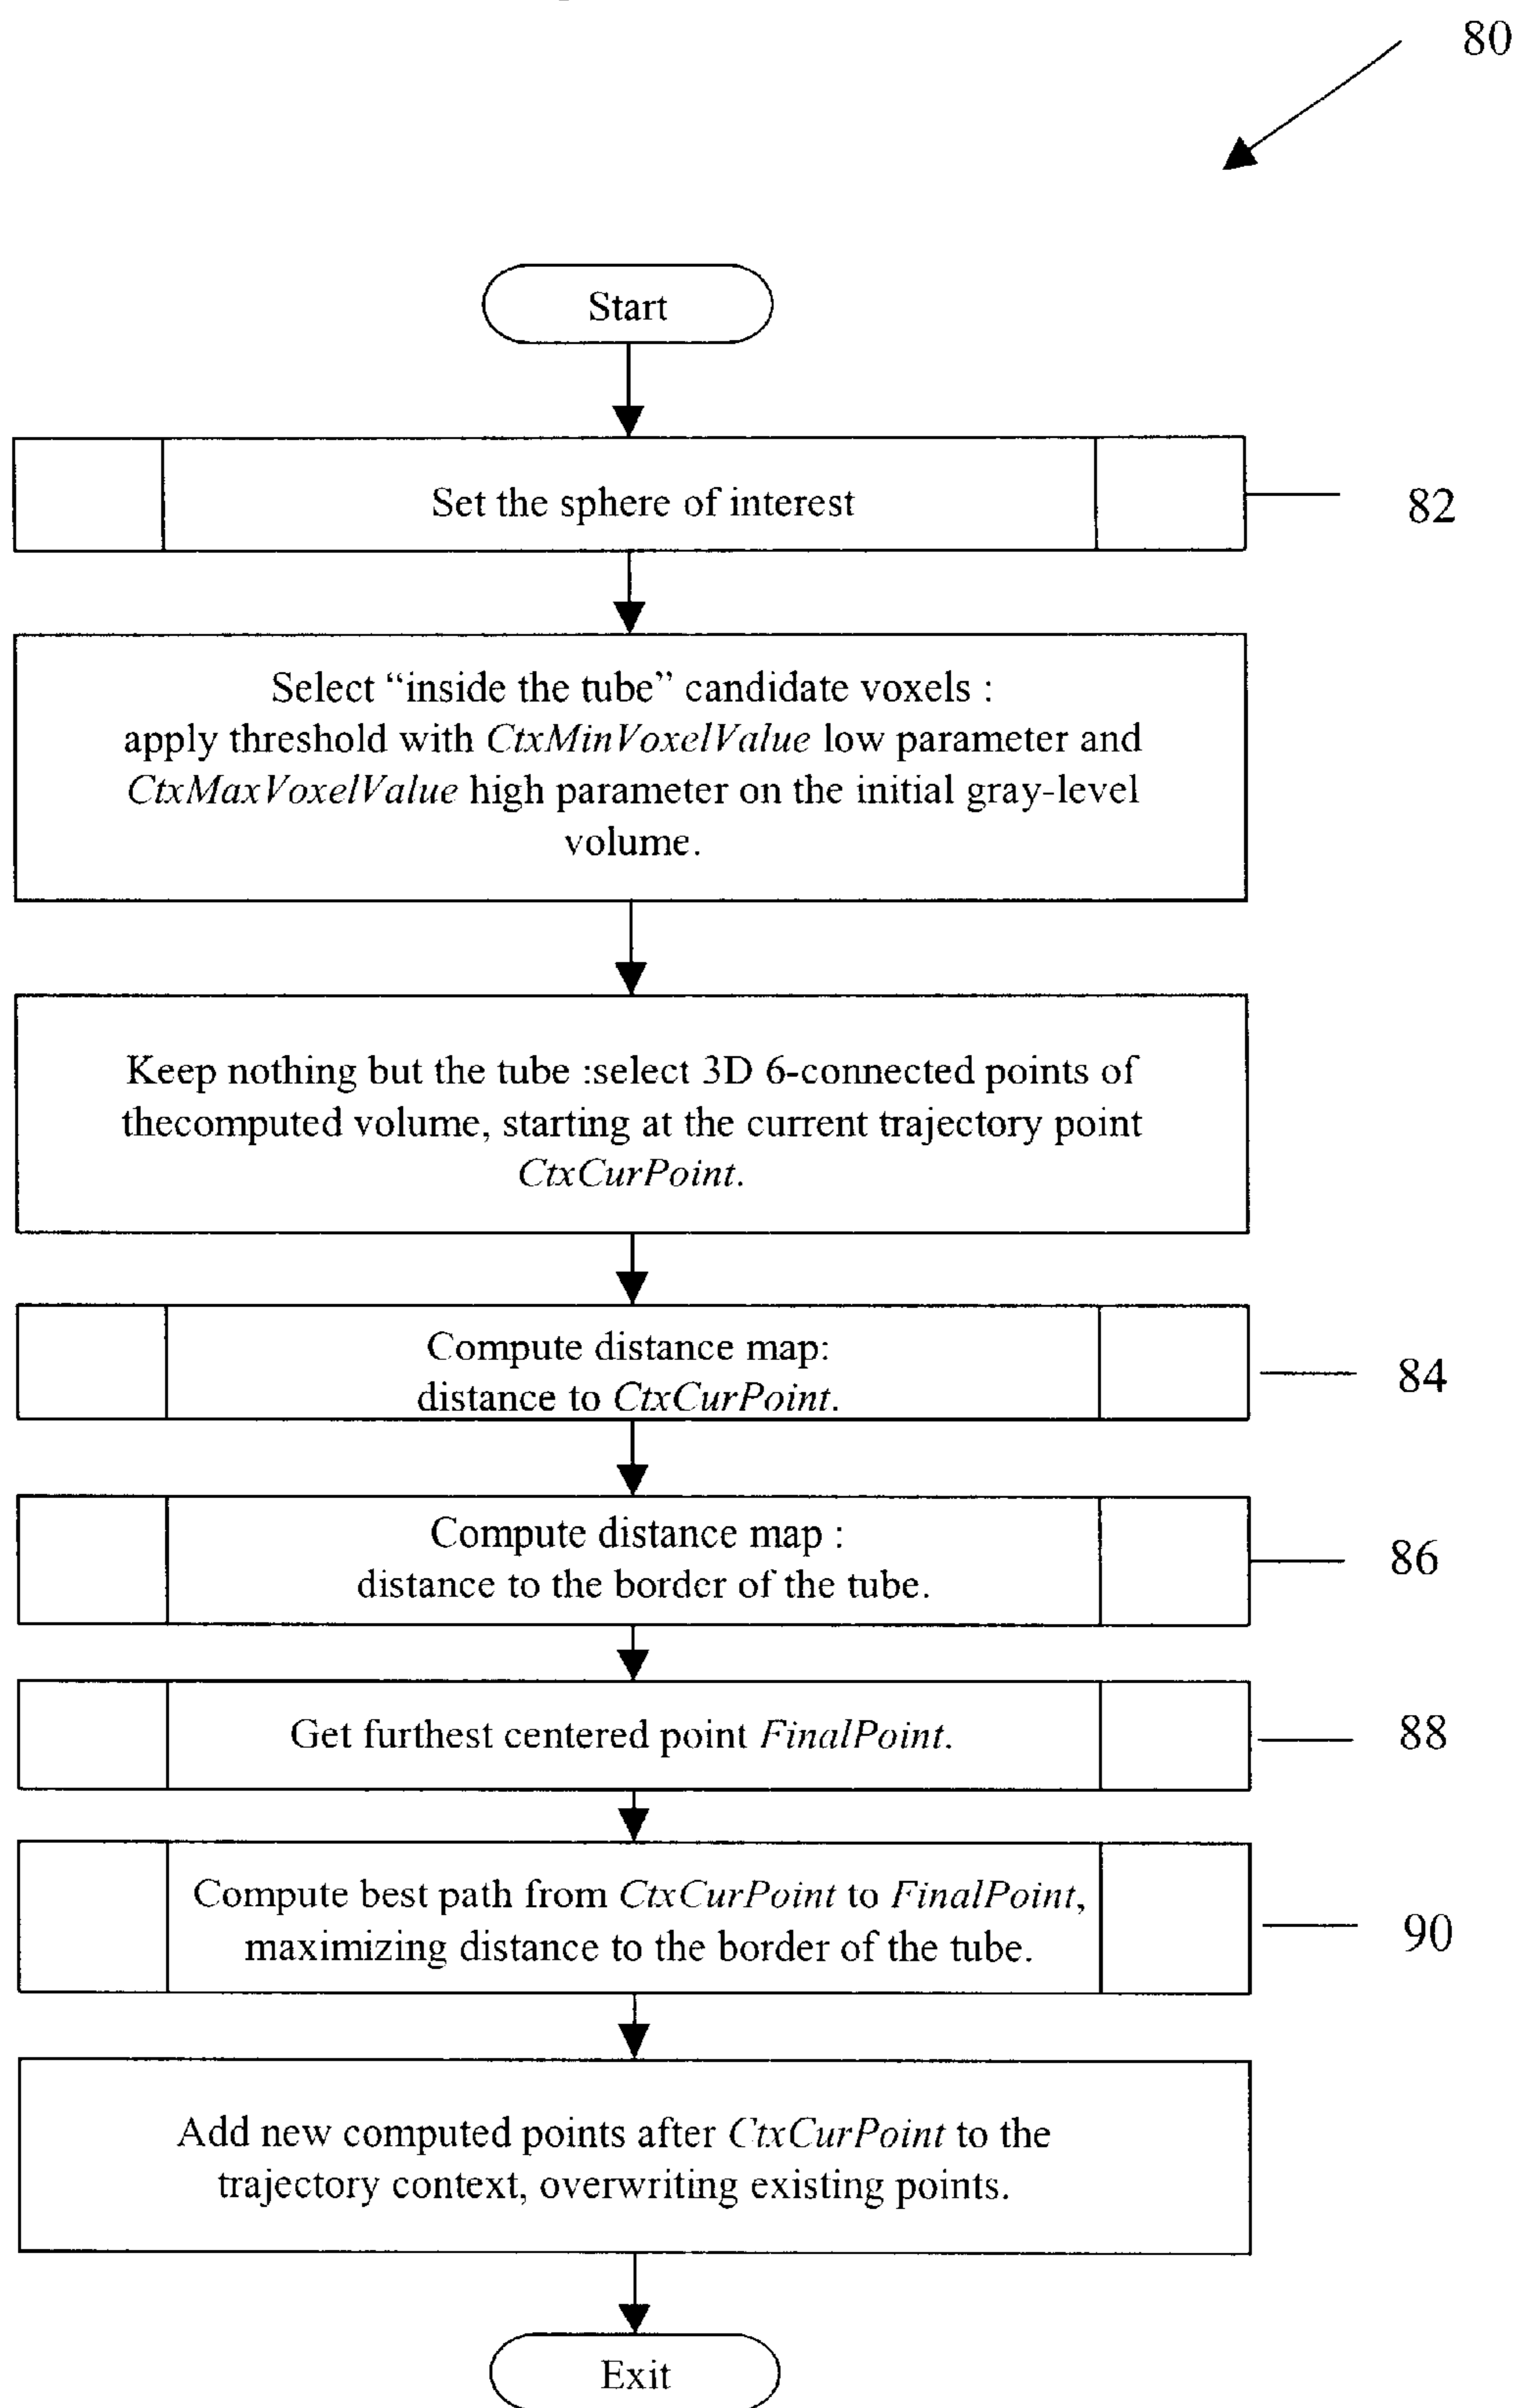 80
Start
Set the sphere of interest
82
Select “inside the tube” candidate voxels :
apply threshold with CtxMinVoxelValue low parameter and
CtxMaxVoxelValue high parameter on the initial gray-level
volume.
Keep nothing but the tube :select 3D 6-connected points of
thecomputed volume, starting at the current trajectory point
CtxCurPoint.
Compute distance map:
distance to CtxCurPoint.
84
Compute distance map :
distance to the border of the tube.
86
Get furthest centered point FinalPoint.
88
Compute best path from CtxCurPoint to FinalPoint,
maximizing distance to the border of the tube.
90
Add new computed points after CtxCurPoint to the
trajectory context, overwriting existing points.
Exit